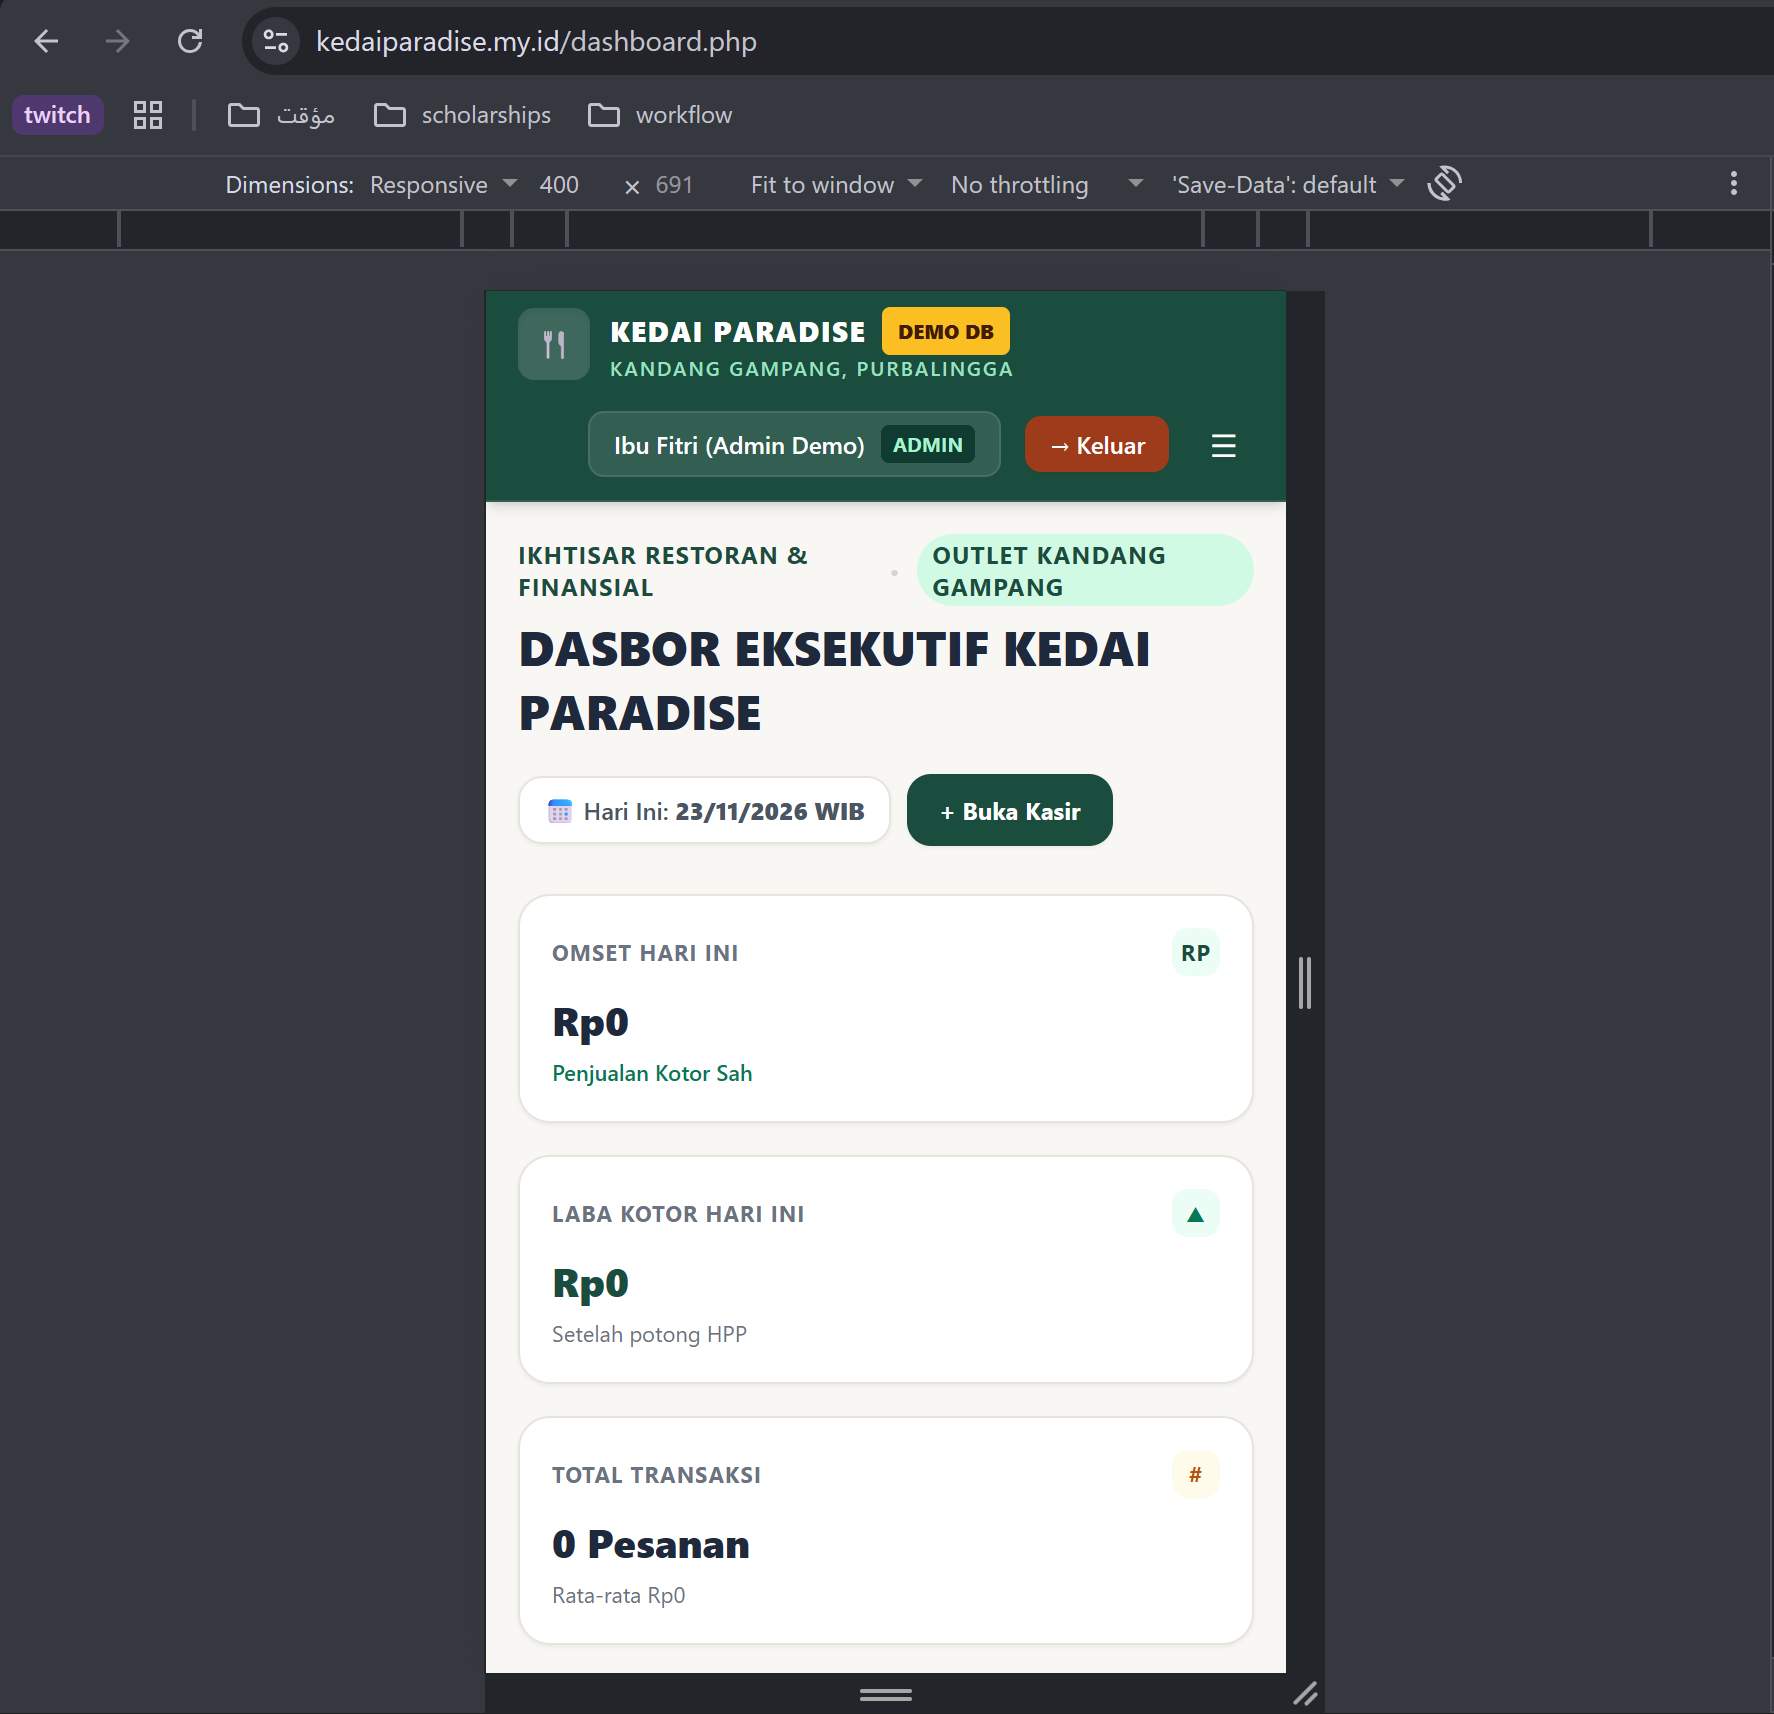 kedaiparadise.my.id/dashboard.php
twitch مؤقت scholarships workflow
Dimensions: Responsive 400 × 691 Fit to window No throttling 'Save-Data': default
KEDAI PARADISE DEMO DB
KANDANG GAMPANG, PURBALINGGA
Ibu Fitri (Admin Demo) ADMIN → Keluar
IKHTISAR RESTORAN &
FINANSIAL
•
OUTLET KANDANG
GAMPANG
DASBOR EKSEKUTIF KEDAI
PARADISE
Hari Ini: 23/11/2026 WIB + Buka Kasir
OMSET HARI INI RP
Rp0
Penjualan Kotor Sah
LABA KOTOR HARI INI ▲
Rp0
Setelah potong HPP
TOTAL TRANSAKSI #
0 Pesanan
Rata-rata Rp0